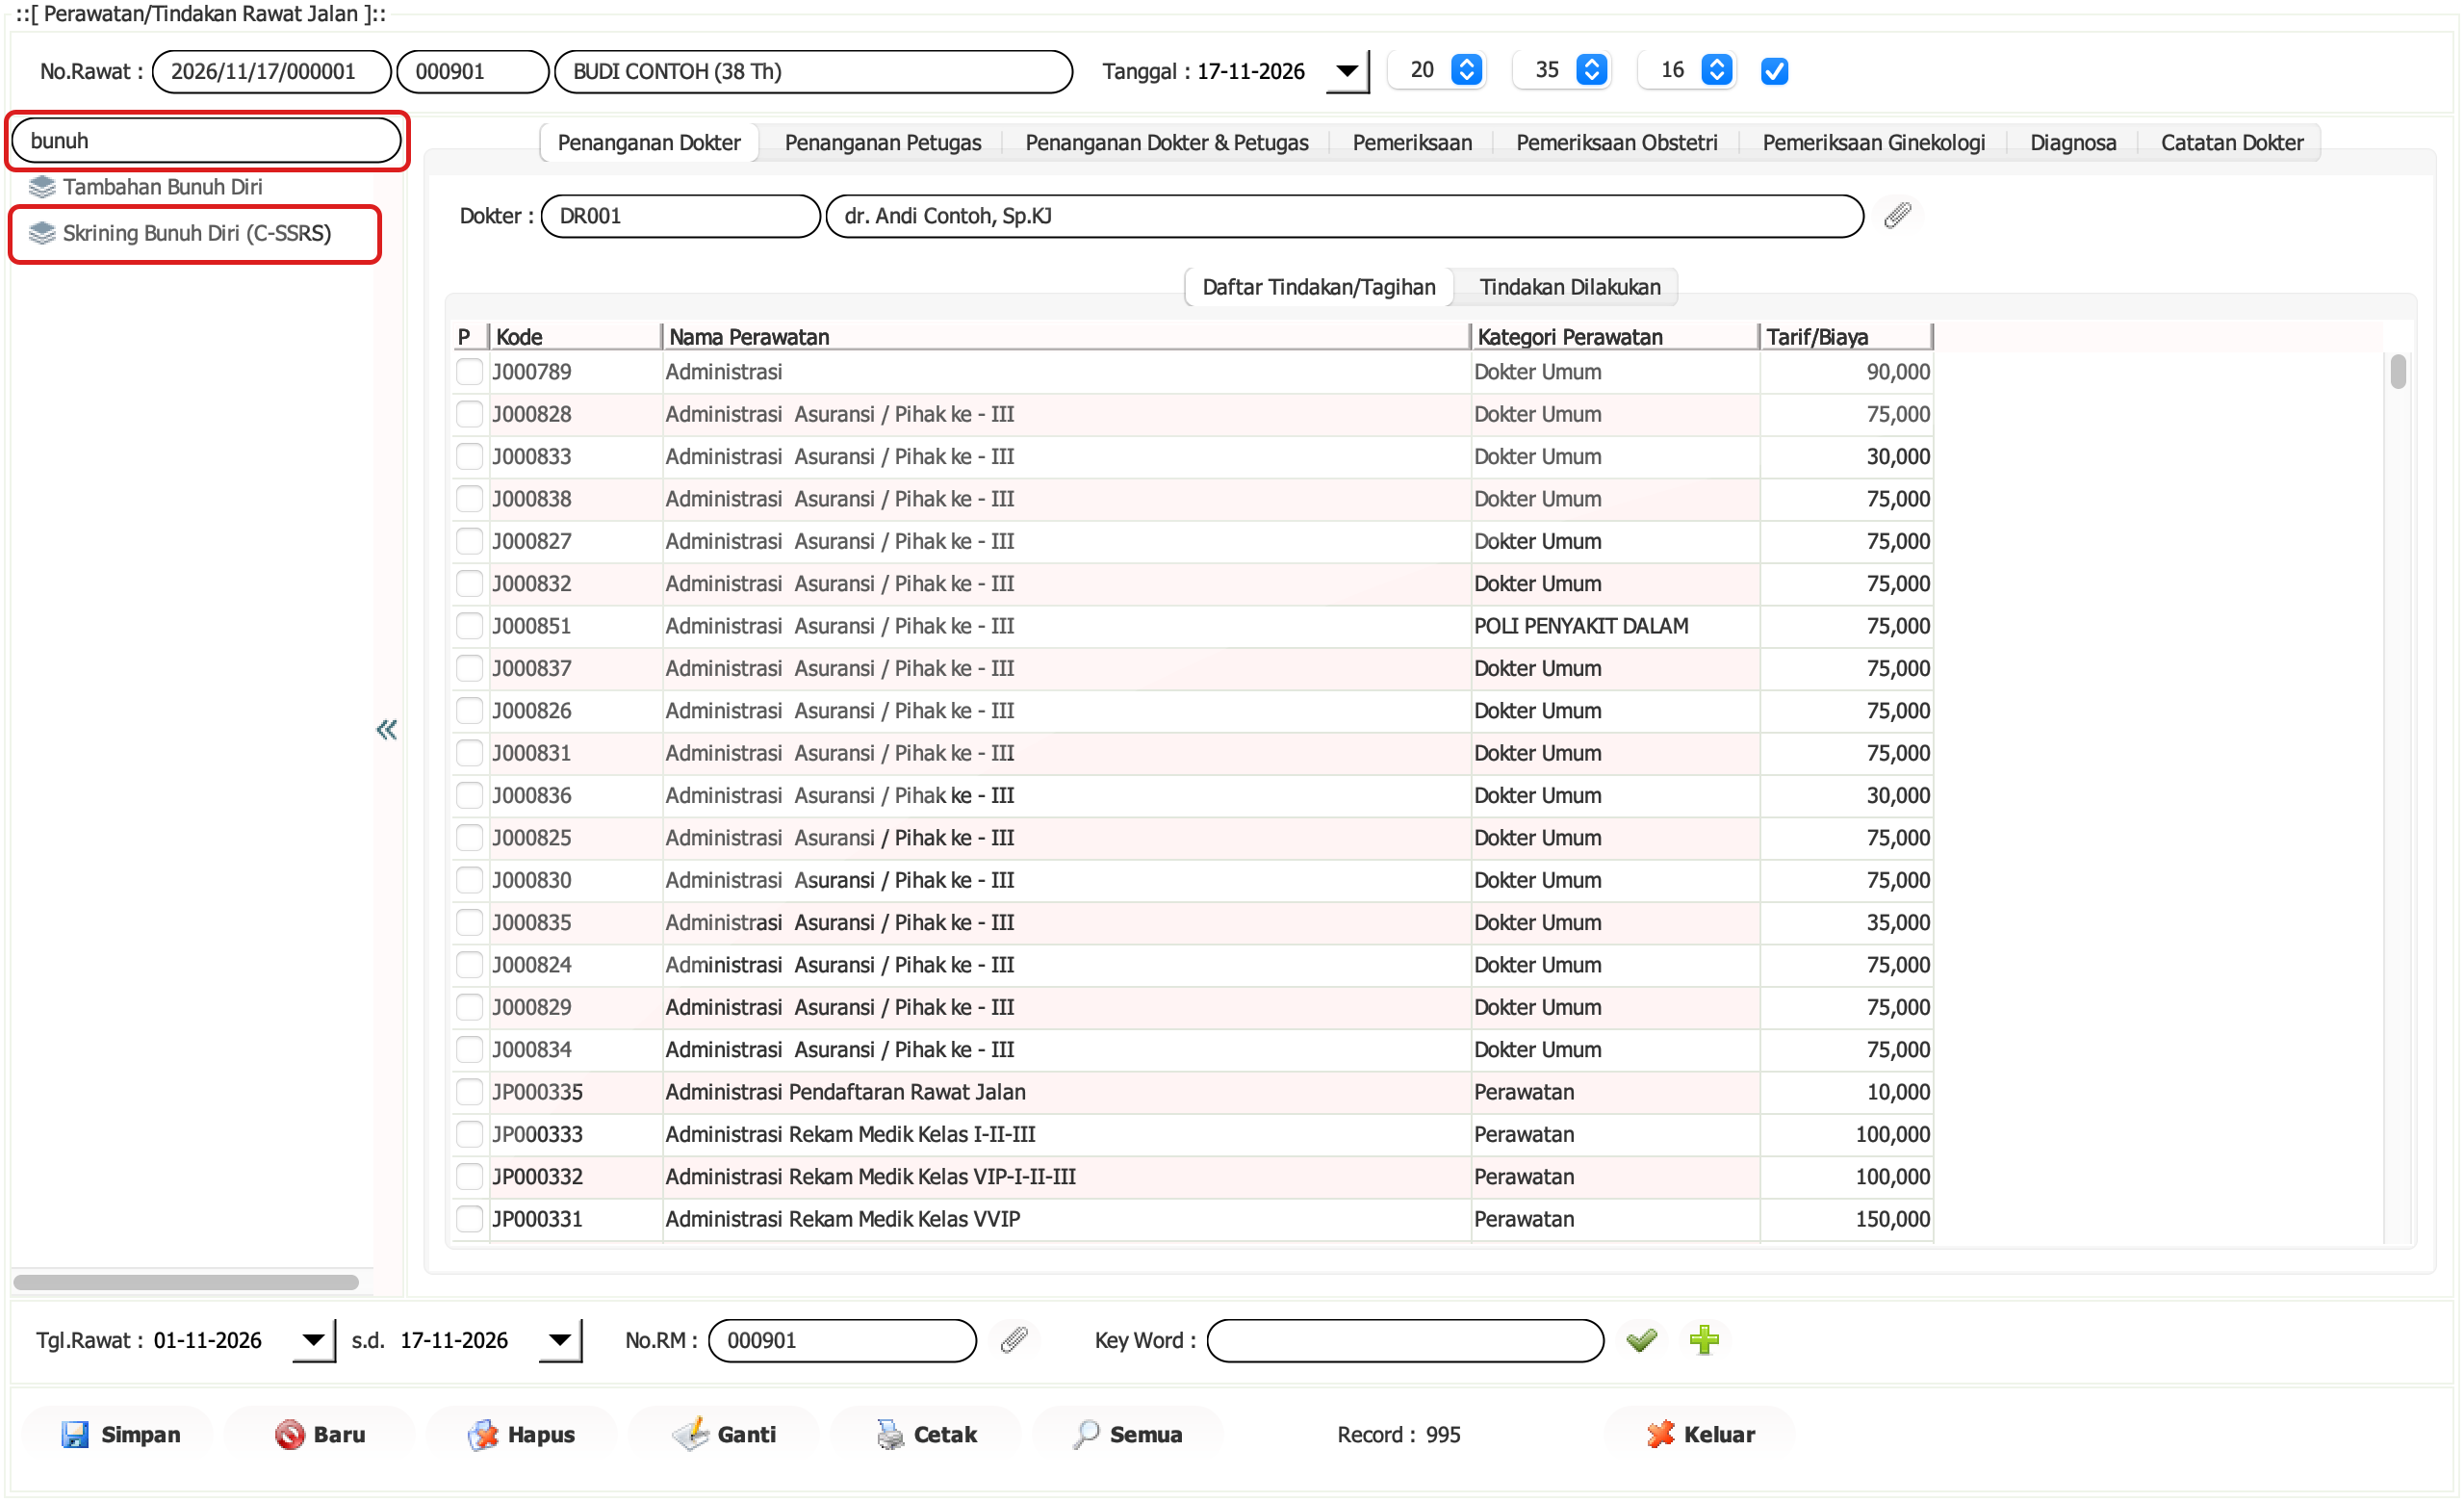 ::[ Perawatan/Tindakan Rawat Jalan ]::
No.Rawat : 2026/11/17/000001 000901 BUDI CONTOH (38 Th) Tanggal : 17-11-2026 20 35 16
bunuh
Tambahan Bunuh Diri
Skrining Bunuh Diri (C-SSRS)
Penanganan Dokter Penanganan Petugas Penanganan Dokter & Petugas Pemeriksaan Pemeriksaan Obstetri Pemeriksaan Ginekologi Diagnosa Catatan Dokter
Dokter : DR001 dr. Andi Contoh, Sp.KJ
Daftar Tindakan/Tagihan Tindakan Dilakukan
P Kode Nama Perawatan Kategori Perawatan Tarif/Biaya
J000789 Administrasi Dokter Umum 90,000
J000828 Administrasi Asuransi / Pihak ke - III Dokter Umum 75,000
J000833 Administrasi Asuransi / Pihak ke - III Dokter Umum 30,000
J000838 Administrasi Asuransi / Pihak ke - III Dokter Umum 75,000
J000827 Administrasi Asuransi / Pihak ke - III Dokter Umum 75,000
J000832 Administrasi Asuransi / Pihak ke - III Dokter Umum 75,000
J000851 Administrasi Asuransi / Pihak ke - III POLI PENYAKIT DALAM 75,000
J000837 Administrasi Asuransi / Pihak ke - III Dokter Umum 75,000
J000826 Administrasi Asuransi / Pihak ke - III Dokter Umum 75,000
J000831 Administrasi Asuransi / Pihak ke - III Dokter Umum 75,000
J000836 Administrasi Asuransi / Pihak ke - III Dokter Umum 30,000
J000825 Administrasi Asuransi / Pihak ke - III Dokter Umum 75,000
J000830 Administrasi Asuransi / Pihak ke - III Dokter Umum 75,000
J000835 Administrasi Asuransi / Pihak ke - III Dokter Umum 35,000
J000824 Administrasi Asuransi / Pihak ke - III Dokter Umum 75,000
J000829 Administrasi Asuransi / Pihak ke - III Dokter Umum 75,000
J000834 Administrasi Asuransi / Pihak ke - III Dokter Umum 75,000
JP000335 Administrasi Pendaftaran Rawat Jalan Perawatan 10,000
JP000333 Administrasi Rekam Medik Kelas I-II-III Perawatan 100,000
JP000332 Administrasi Rekam Medik Kelas VIP-I-II-III Perawatan 100,000
JP000331 Administrasi Rekam Medik Kelas VVIP Perawatan 150,000
Tgl.Rawat : 01-11-2026 s.d. 17-11-2026 No.RM : 000901 Key Word :
Simpan Baru Hapus Ganti Cetak Semua Record : 995 Keluar